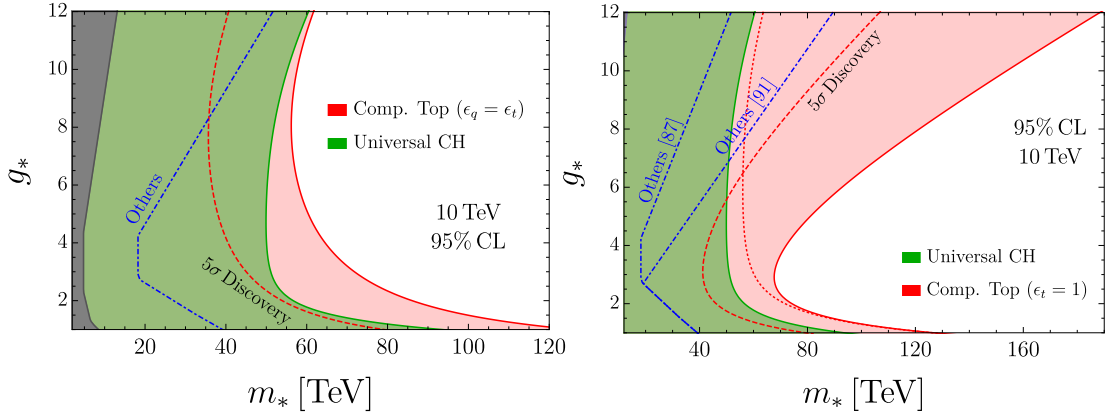 12
10
8
6
4
2
g*
Others
5σ Discovery
Comp. Top (ϵq = ϵt)
Universal CH
10 TeV
95% CL
20 40 60 80 100 120
m* [TeV]
12
10
8
6
4
2
g*
Others [87]
Others [91]
5σ Discovery
95% CL
10 TeV
Universal CH
Comp. Top (ϵt = 1)
40 80 120 160
m* [TeV]